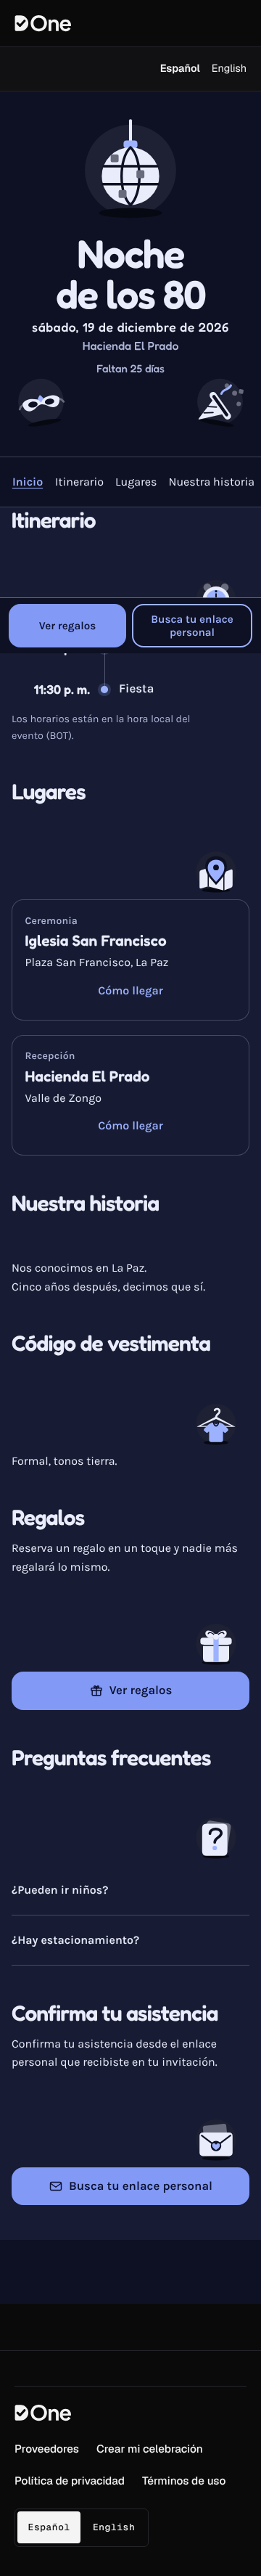 One
Español English
Noche
de los 80
sábado, 19 de diciembre de 2026
Hacienda El Prado
Faltan 25 días
Inicio Itinerario Lugares Nuestra historia
Itinerario
Ver regalos
Busca tu enlace
personal
11:30 p. m. Fiesta
Los horarios están en la hora local del
evento (BOT).
Lugares
Ceremonia
Iglesia San Francisco
Plaza San Francisco, La Paz
Cómo llegar
Recepción
Hacienda El Prado
Valle de Zongo
Cómo llegar
Nuestra historia
Nos conocimos en La Paz.
Cinco años después, decimos que sí.
Código de vestimenta
Formal, tonos tierra.
Regalos
Reserva un regalo en un toque y nadie más
regalará lo mismo.
Ver regalos
Preguntas frecuentes
¿Pueden ir niños?
¿Hay estacionamiento?
Confirma tu asistencia
Confirma tu asistencia desde el enlace
personal que recibiste en tu invitación.
Busca tu enlace personal
One
Proveedores Crear mi celebración
Política de privacidad Términos de uso
Español English